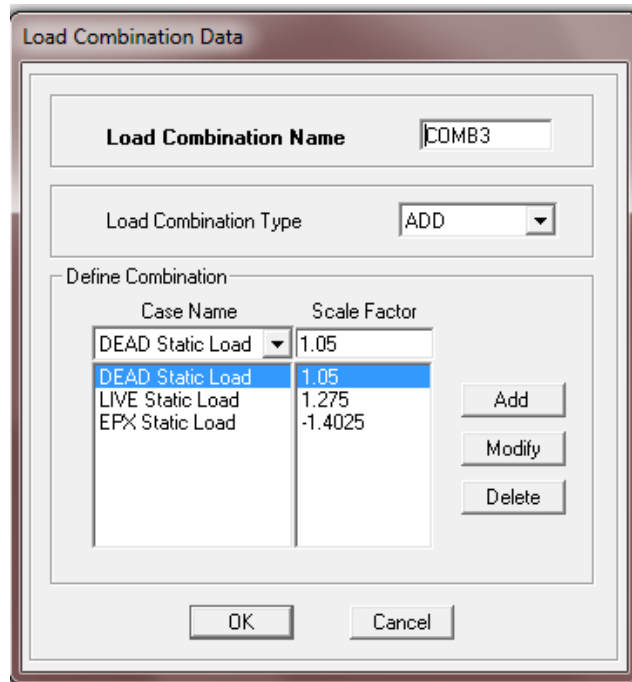 Load Combination Data
Load Combination Name COMB3
Load Combination Type ADD
Define Combination
Case Name Scale Factor
DEAD Static Load 1.05
DEAD Static Load 1.05
LIVE Static Load 1.275
EPX Static Load -1.4025
Add
Modify
Delete
OK Cancel